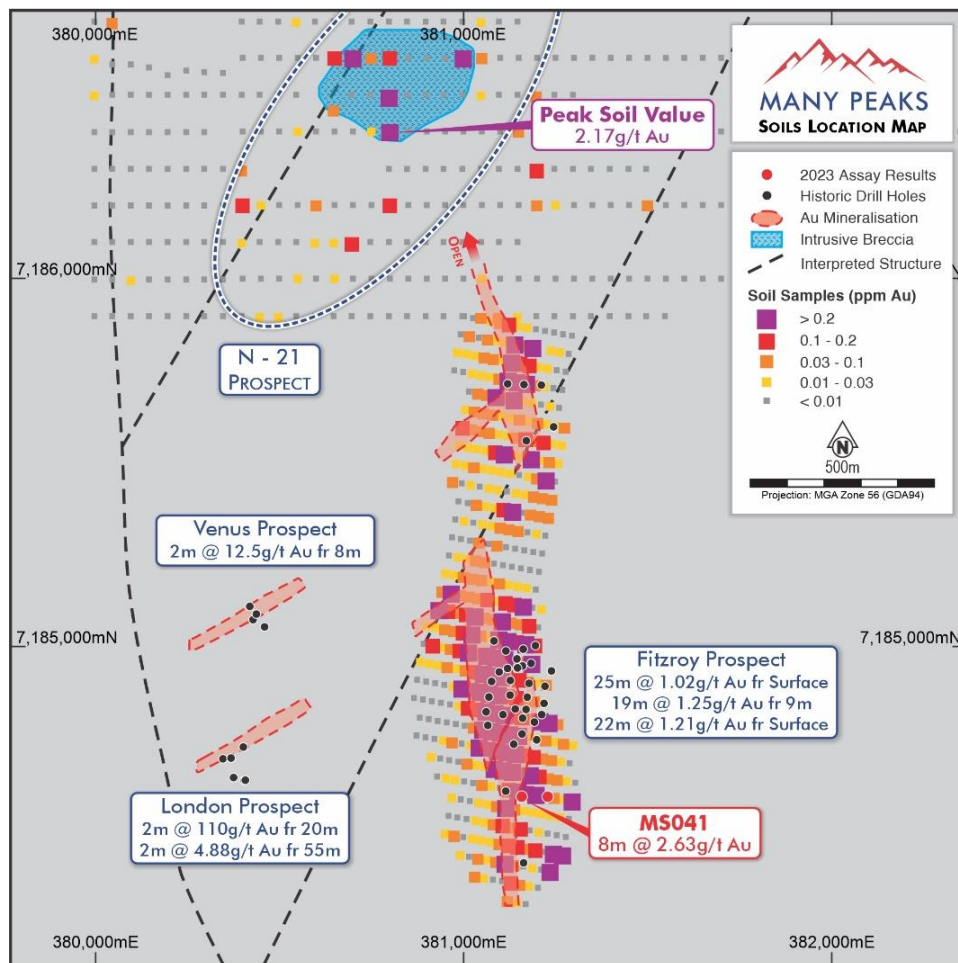 380,000mE
381,000mE
MANY PEAKS
SOILS LOCATION MAP
Peak Soil Value
2.17g/t Au
2023 Assay Results
Historic Drill Holes
Au Mineralisation
Intrusive Breccia
Interpreted Structure
Soil Samples (ppm Au)
> 0.2
0.1 - 0.2
0.03 - 0.1
0.01 - 0.03
< 0.01
N
500m
Projection: MGA Zone 56 (GDA94)
OPEN
7,186,000mN
N - 21
PROSPECT
Venus Prospect
2m @ 12.5g/t Au fr 8m
7,185,000mN
7,185,000mN
Fitzroy Prospect
25m @ 1.02g/t Au fr Surface
19m @ 1.25g/t Au fr 9m
22m @ 1.21g/t Au fr Surface
London Prospect
2m @ 110g/t Au fr 20m
2m @ 4.88g/t Au fr 55m
MS041
8m @ 2.63g/t Au
380,000mE
381,000mE
382,000mE